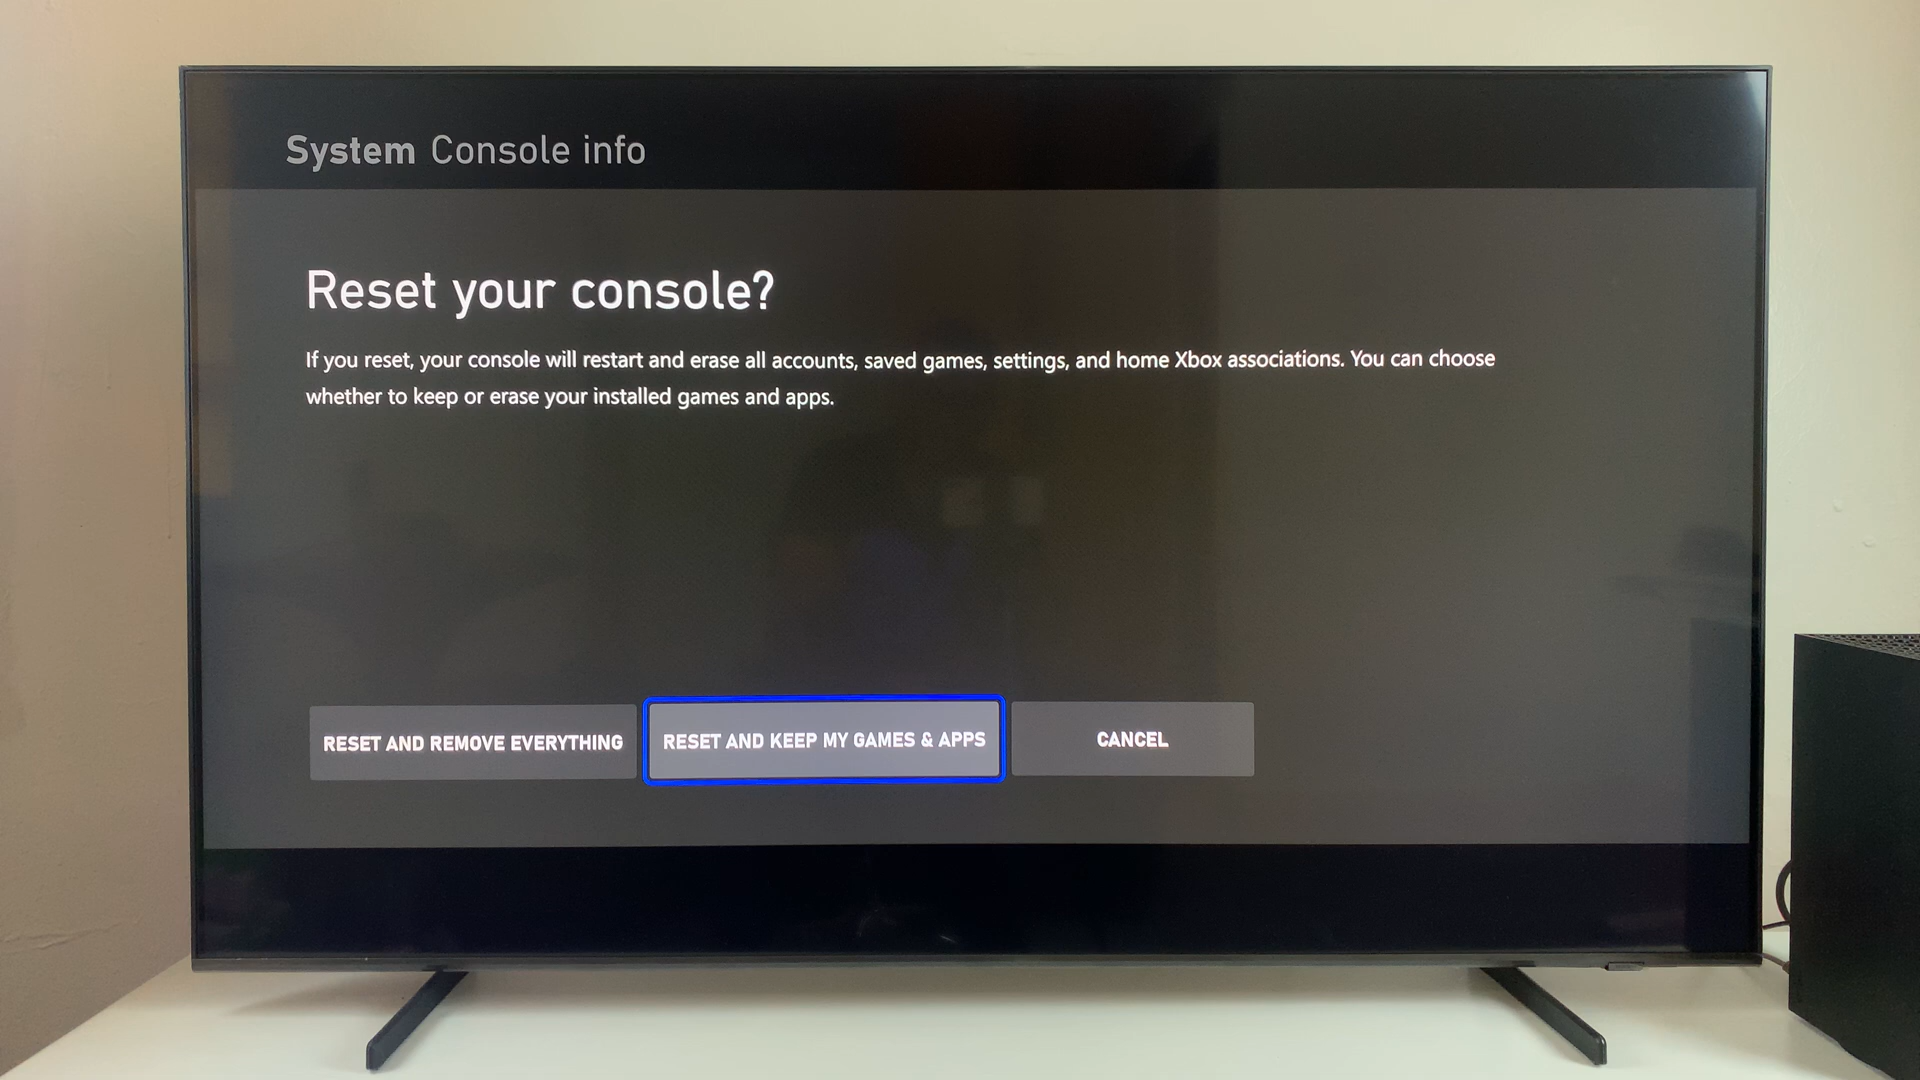 System Console info
Reset your console?
If you reset, your console will restart and erase all accounts, saved games, settings, and home Xbox associations. You can choose
whether to keep or erase your installed games and apps.
RESET AND REMOVE EVERYTHING
RESET AND KEEP MY GAMES & APPS
CANCEL